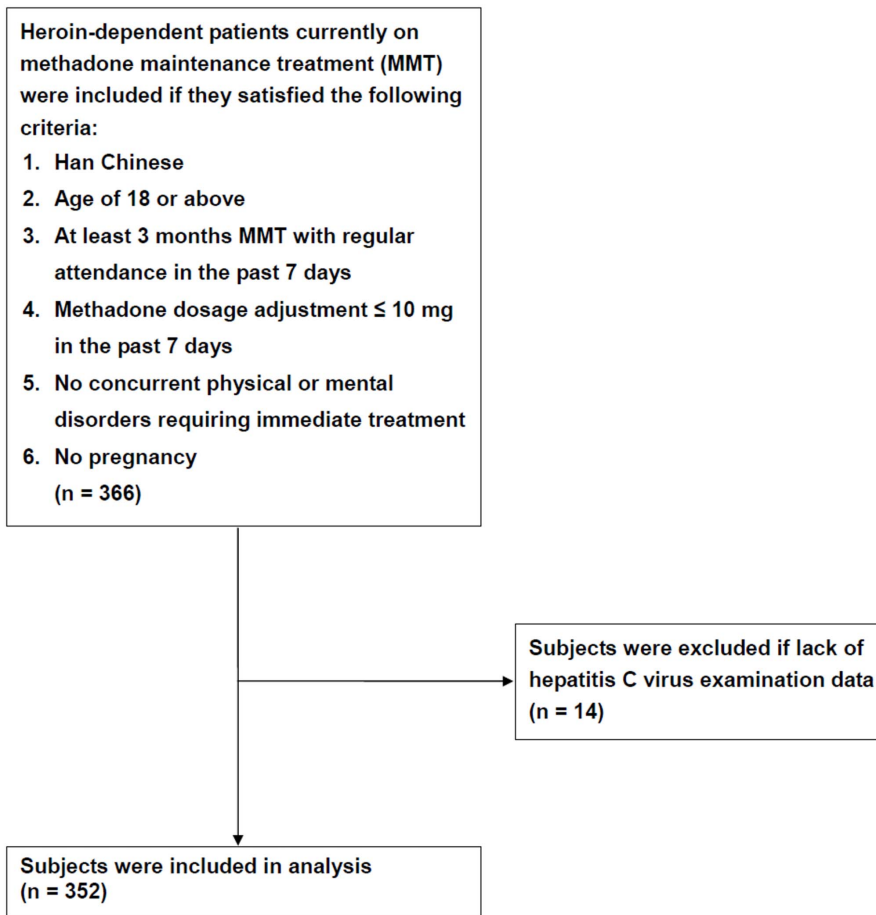 Heroin-dependent patients currently on
methadone maintenance treatment (MMT)
were included if they satisfied the following
criteria:
1. Han Chinese
2. Age of 18 or above
3. At least 3 months MMT with regular
attendance in the past 7 days
4. Methadone dosage adjustment ≤ 10 mg
in the past 7 days
5. No concurrent physical or mental
disorders requiring immediate treatment
6. No pregnancy
(n = 366)
Subjects were excluded if lack of
hepatitis C virus examination data
(n = 14)
Subjects were included in analysis
(n = 352)